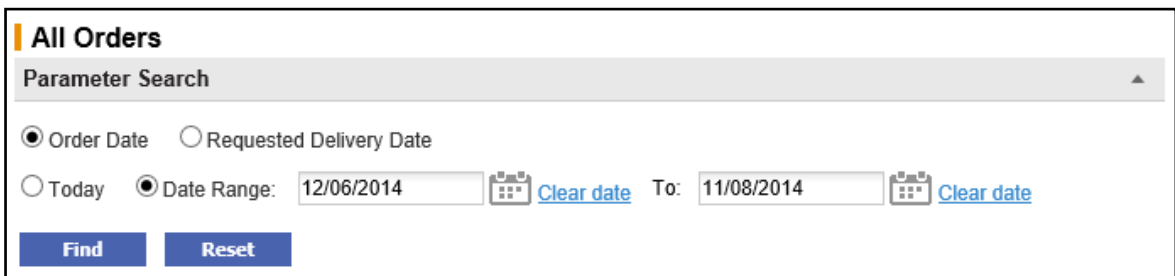 All Orders
Parameter Search
Order Date Requested Delivery Date
Today Date Range: 12/06/2014 Clear date To: 11/08/2014 Clear date
Find Reset